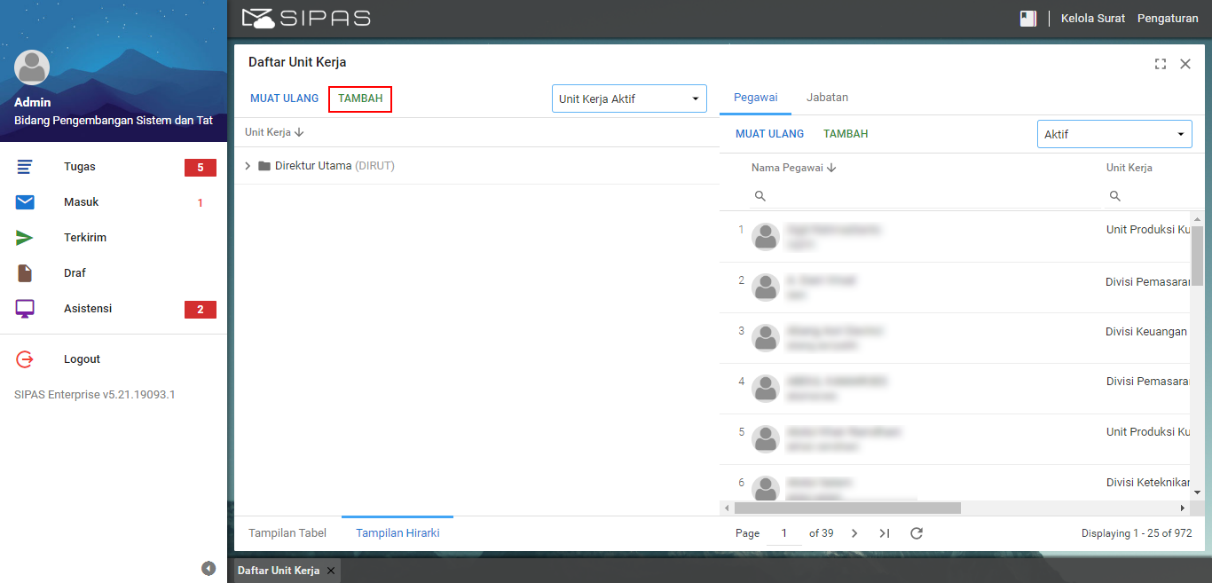 SIPAS
Kelola Surat Pengaturan
Admin
Bidang Pengembangan Sistem dan Tat
Tugas 5
Masuk 1
Terkirim
Draf
Asistensi 2
Logout
SIPAS Enterprise v5.21.19093.1
Daftar Unit Kerja
MUAT ULANG TAMBAH Unit Kerja Aktif
Unit Kerja
Direktur Utama (DIRUT)
Tampilan Tabel Tampilan Hirarki
Pegawai Jabatan
MUAT ULANG TAMBAH Aktif
Nama Pegawai Unit Kerja
1 Unit Produksi Ku
2 Divisi Pemasaran
3 Divisi Keuangan
4 Divisi Pemasara
5 Unit Produksi Ku
6 Divisi Keteknikan
Page 1 of 39 Displaying 1 - 25 of 972
Daftar Unit Kerja